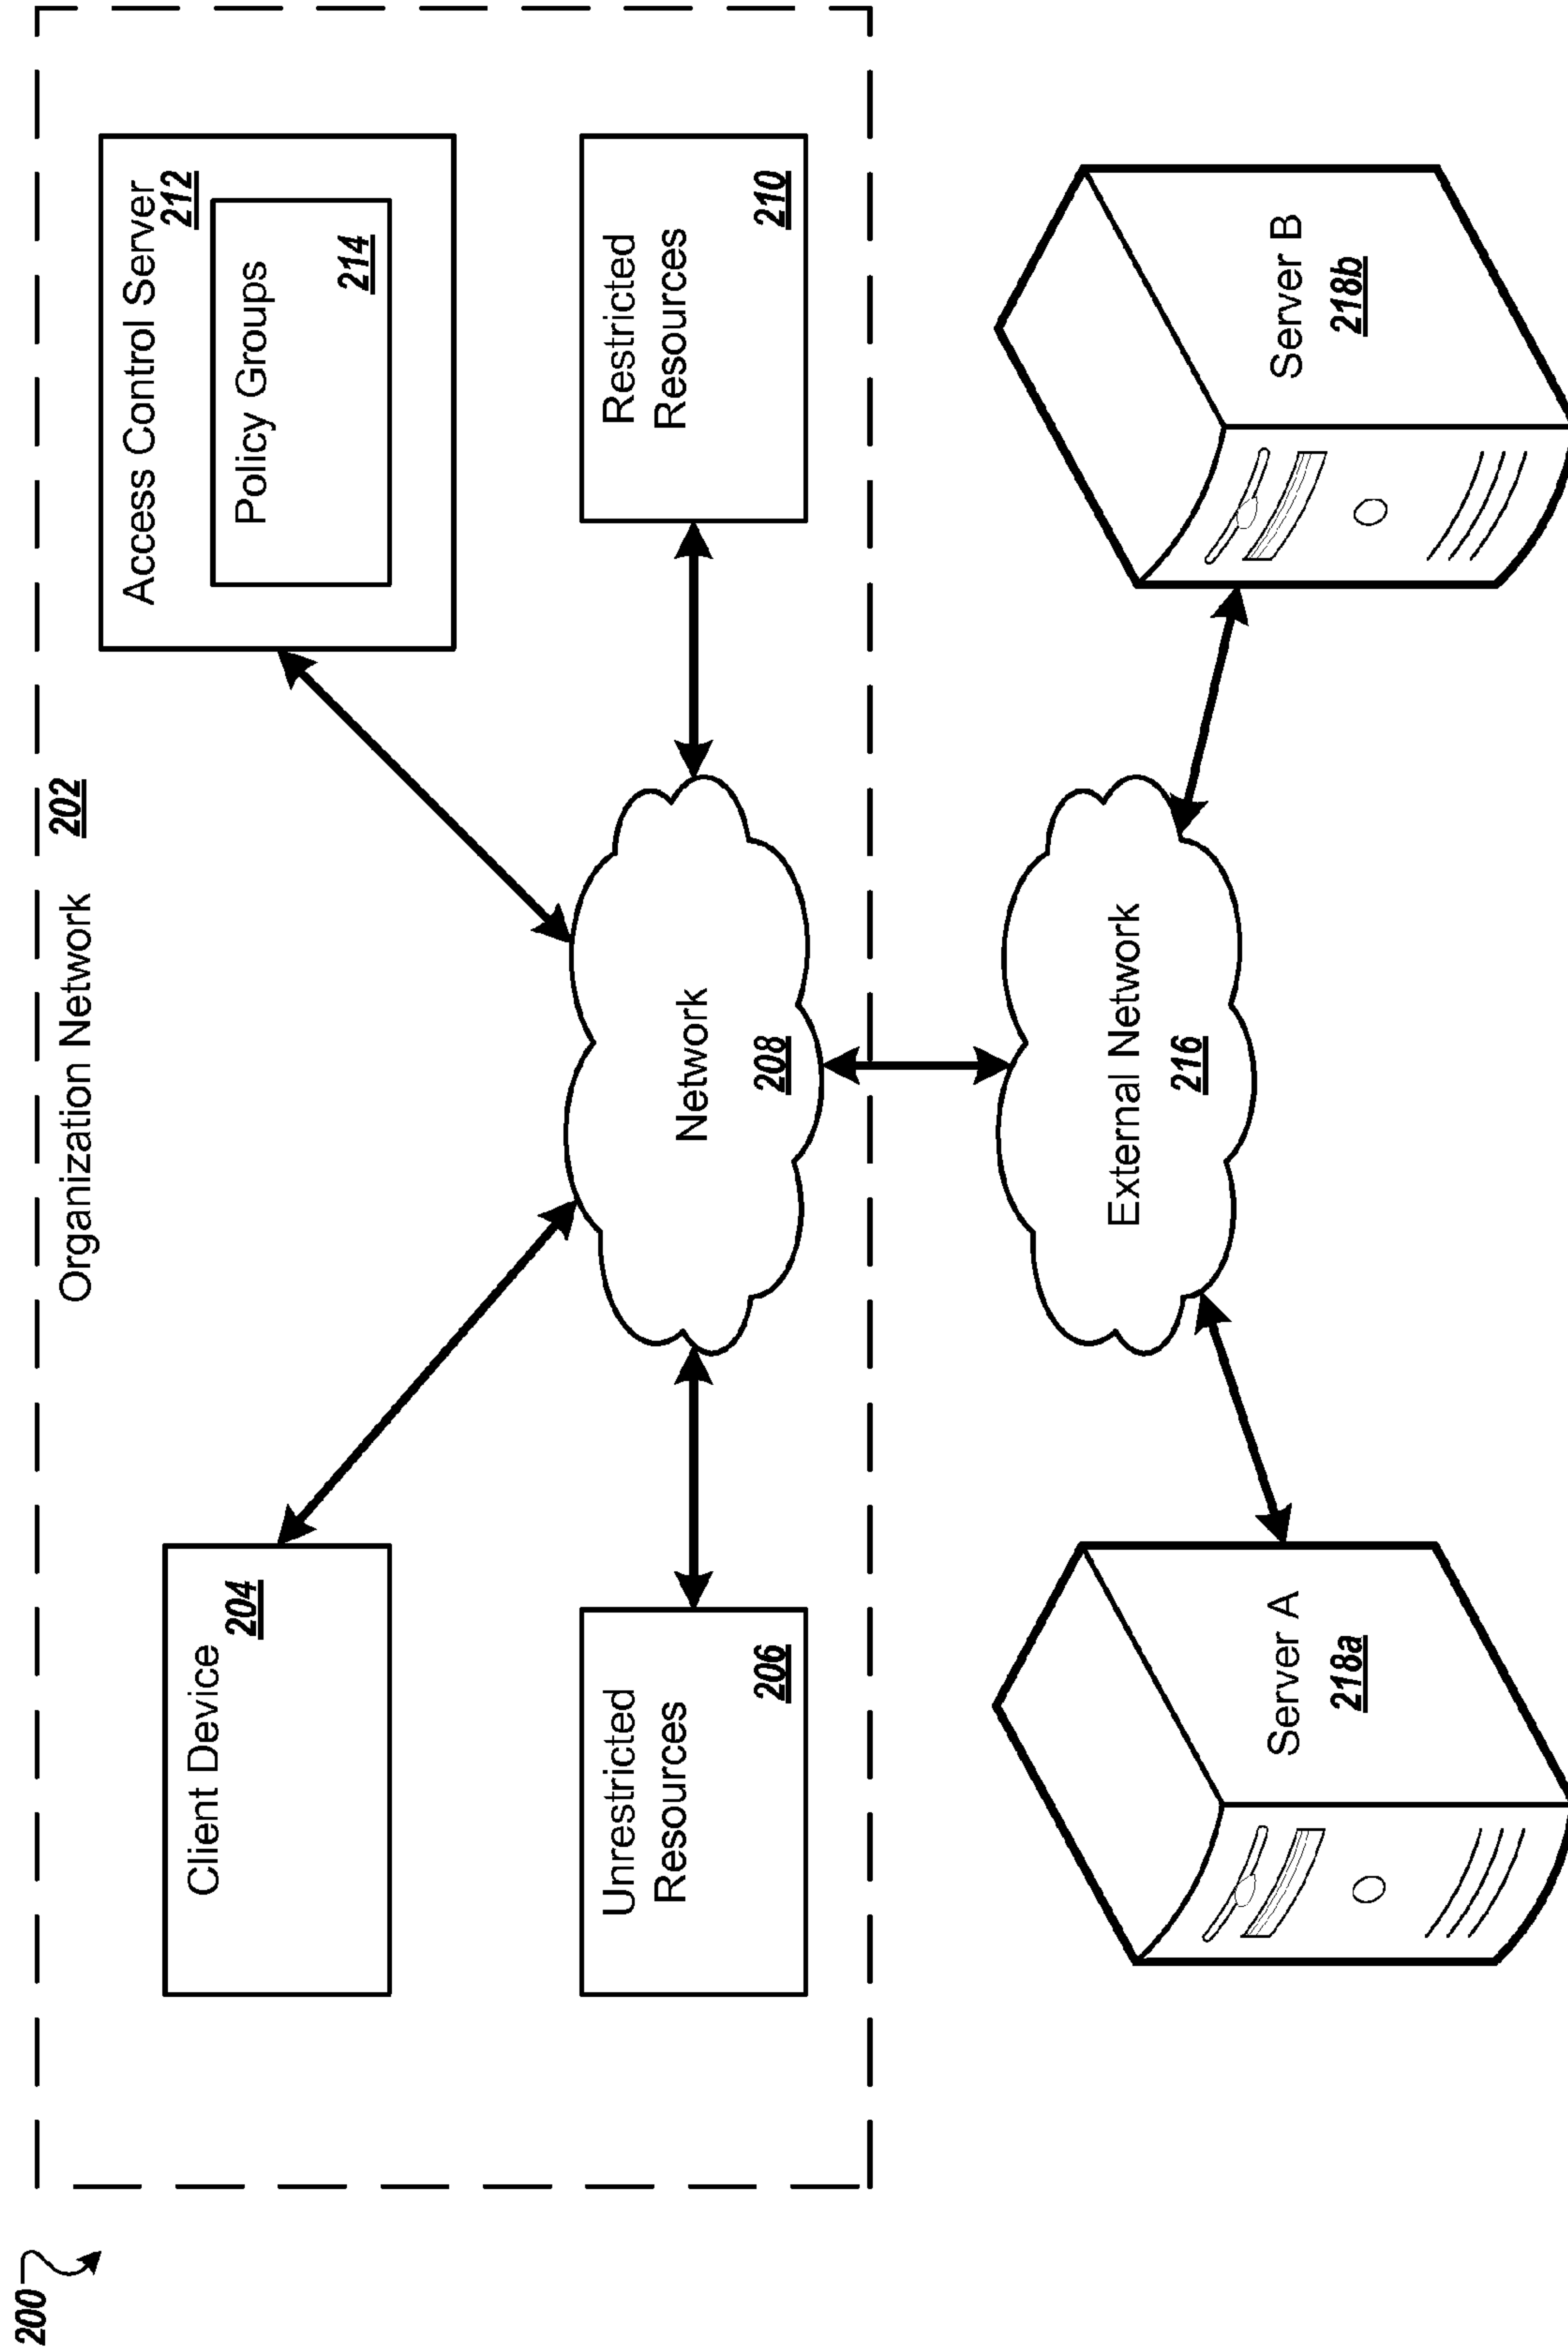 200
Organization Network
202
Client Device
204
Access Control Server
212
Policy Groups
214
Network
208
Unrestricted
Resources
206
Restricted
Resources
210
External Network
216
Server A
218a
Server B
218b